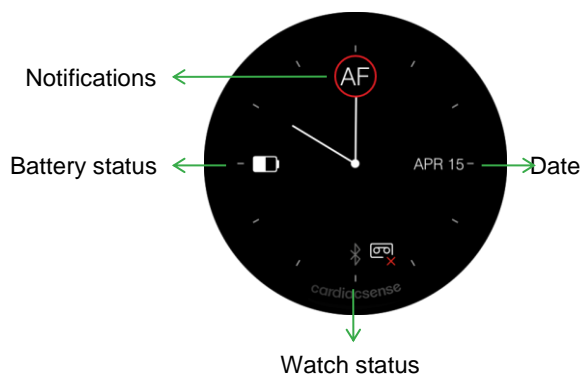 AF
Notifications
Battery status
APR 15
Date
cardiacsense
Watch status